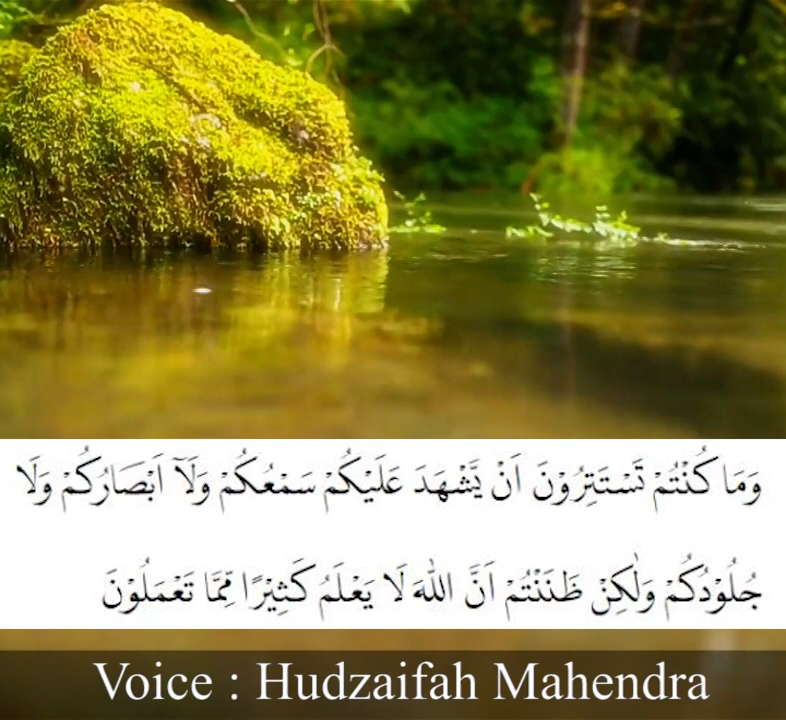 وَمَا كُنْتُمْ تَسْتَتِرُوْنَ اَنْ يَّشْهَدَ عَلَيْكُمْ سَمْعُكُمْ وَلَآ اَبْصَارُكُمْ وَلَا
جُلُوْدُكُمْ وَلٰكِنْ ظَنَنْتُمْ اَنَّ اللّٰهَ لَا يَعْلَمُ كَثِيْرًا مِّمَّا تَعْمَلُوْنَ
Voice : Hudzaifah Mahendra